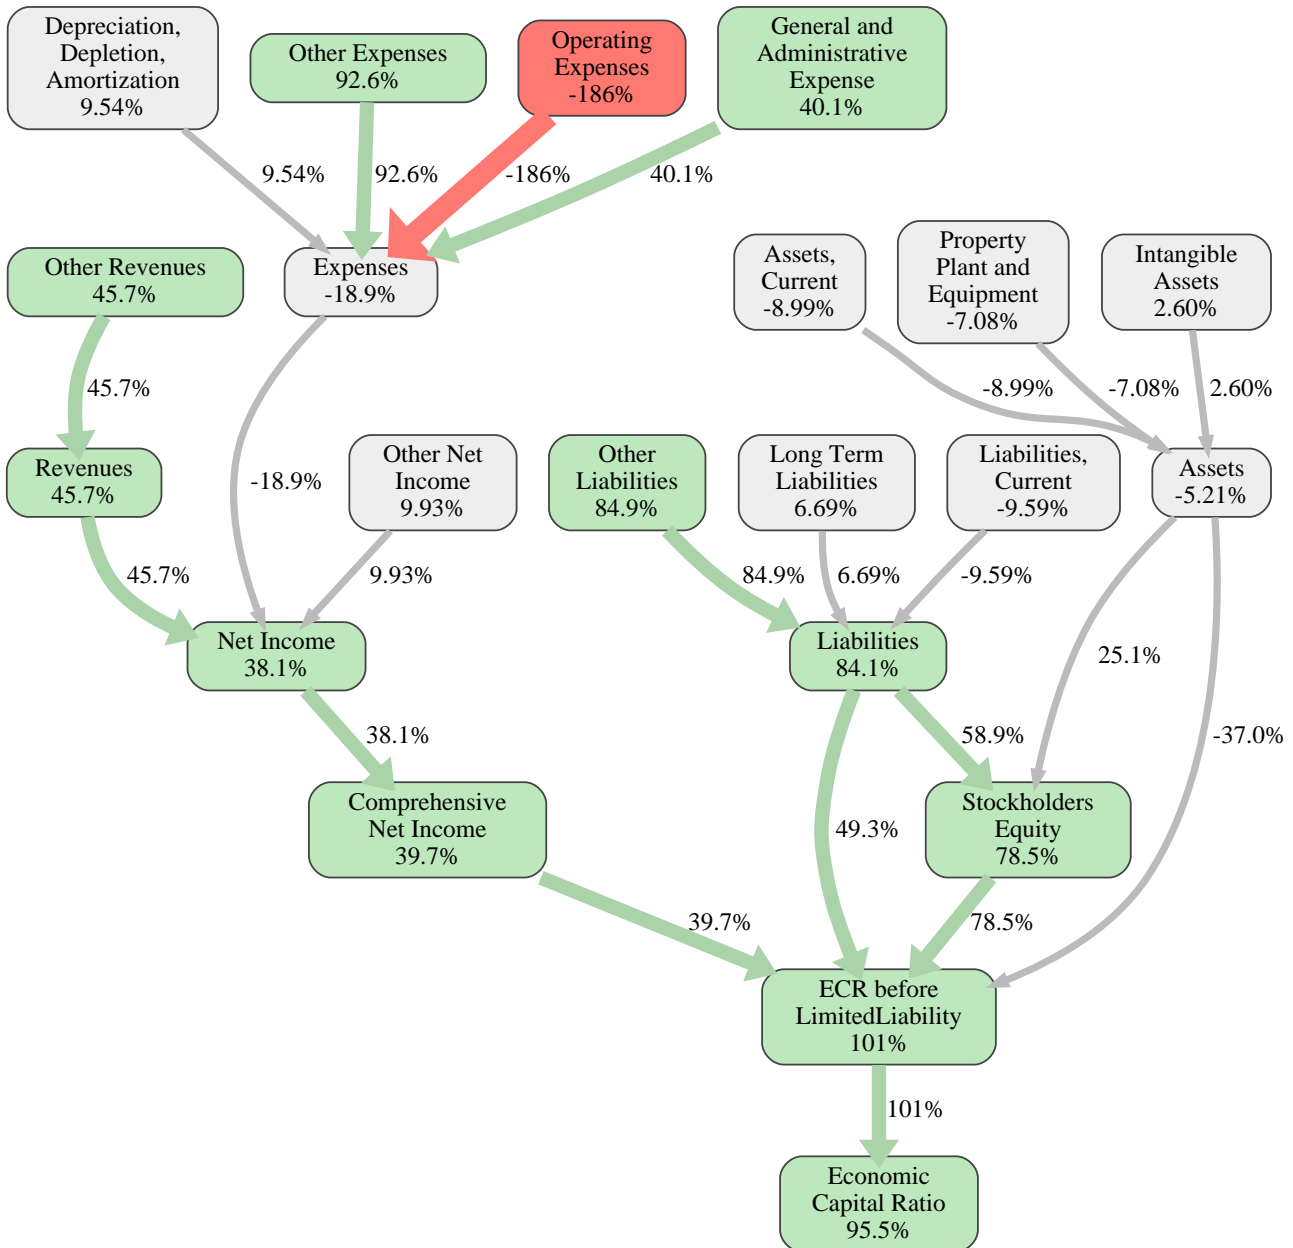 Depreciation,
Depletion,
Amortization
9.54%
Other Expenses
92.6%
Operating
Expenses
-186%
General and
Administrative
Expense
40.1%
9.54%
92.6%
-186%
40.1%
Other Revenues
45.7%
Expenses
-18.9%
Assets,
Current
-8.99%
Property
Plant and
Equipment
-7.08%
Intangible
Assets
2.60%
45.7%
-8.99%
-7.08%
2.60%
Revenues
45.7%
-18.9%
Other Net
Income
9.93%
Other
Liabilities
84.9%
Long Term
Liabilities
6.69%
Liabilities,
Current
-9.59%
Assets
-5.21%
45.7%
9.93%
84.9%
6.69%
-9.59%
Net Income
38.1%
Liabilities
84.1%
25.1%
38.1%
58.9%
-37.0%
Comprehensive
Net Income
39.7%
49.3%
Stockholders
Equity
78.5%
39.7%
78.5%
ECR before
LimitedLiability
101%
101%
Economic
Capital Ratio
95.5%